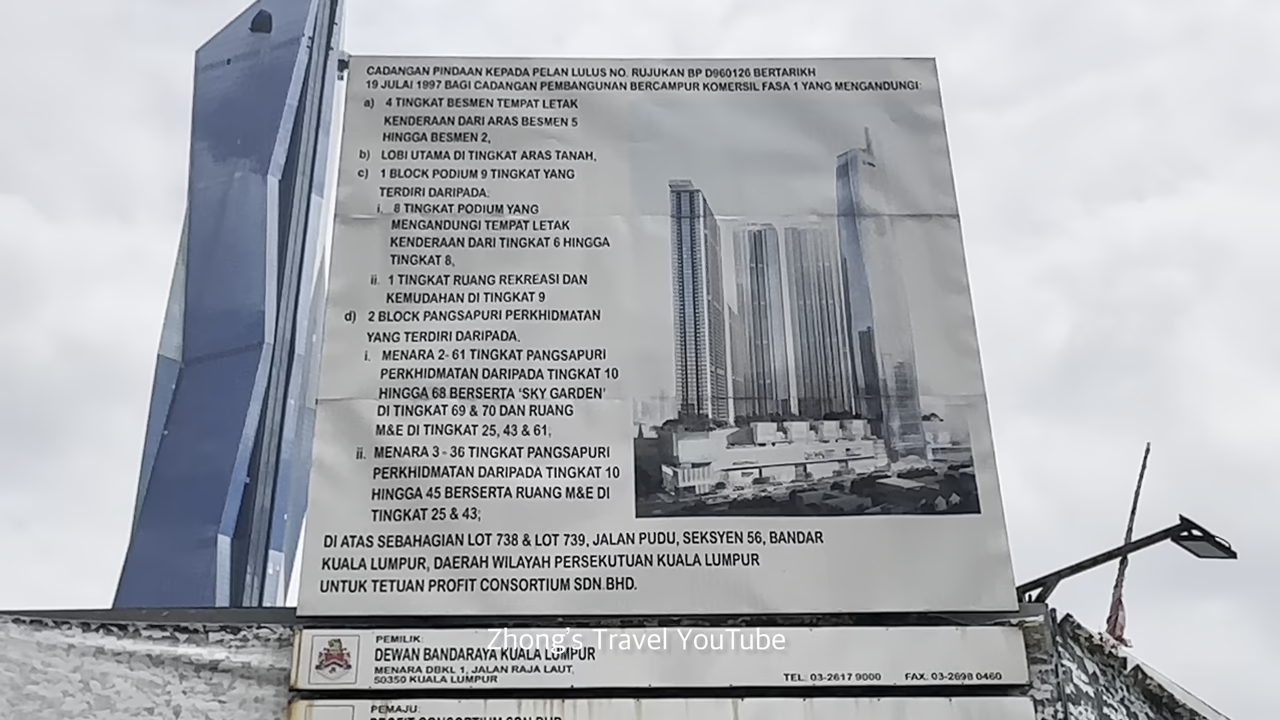 CADANGAN PINDAAN KEPADA PELAN LULUS NO. RUJUKAN BP D960126 BERTARIKH
19 JULAI 1997 BAGI CADANGAN PEMBANGUNAN BERCAMPUR KOMERSIL FASA 1 YANG MENGANDUNGI:
a) 4 TINGKAT BESMEN TEMPAT LETAK
KENDERAAN DARI ARAS BESMEN 5
HINGGA BESMEN 2,
b) LOBI UTAMA DI TINGKAT ARAS TANAH,
c) 1 BLOCK PODIUM 9 TINGKAT YANG
TERDIRI DARIPADA:
i. 8 TINGKAT PODIUM YANG
MENGANDUNGI TEMPAT LETAK
KENDERAAN DARI TINGKAT 6 HINGGA
TINGKAT 8,
ii. 1 TINGKAT RUANG REKREASI DAN
KEMUDAHAN DI TINGKAT 9
d) 2 BLOCK PANGSAPURI PERKHIDMATAN
YANG TERDIRI DARIPADA.
i. MENARA 2- 61 TINGKAT PANGSAPURI
PERKHIDMATAN DARIPADA TINGKAT 10
HINGGA 68 BERSERTA 'SKY GARDEN'
DI TINGKAT 69 & 70 DAN RUANG
M&E DI TINGKAT 25, 43 & 61;
ii. MENARA 3 - 36 TINGKAT PANGSAPURI
PERKHIDMATAN DARIPADA TINGKAT 10
HINGGA 45 BERSERTA RUANG M&E DI
TINGKAT 25 & 43;
DI ATAS SEBAHAGIAN LOT 738 & LOT 739, JALAN PUDU, SEKSYEN 56, BANDAR
KUALA LUMPUR, DAERAH WILAYAH PERSEKUTUAN KUALA LUMPUR
UNTUK TETUAN PROFIT CONSORTIUM SDN.BHD.
Zhong's Travel YouTube
PEMILIK:
DEWAN BANDARAYA KUALA LUMPUR
MENARA DBKL 1, JALAN RAJA LAUT,
50350 KUALA LUMPUR
TEL: 03-2617 9000 FAX. 03-2698 0460
PEMAJU:
PROFIT CONSORTIUM SDN BHD